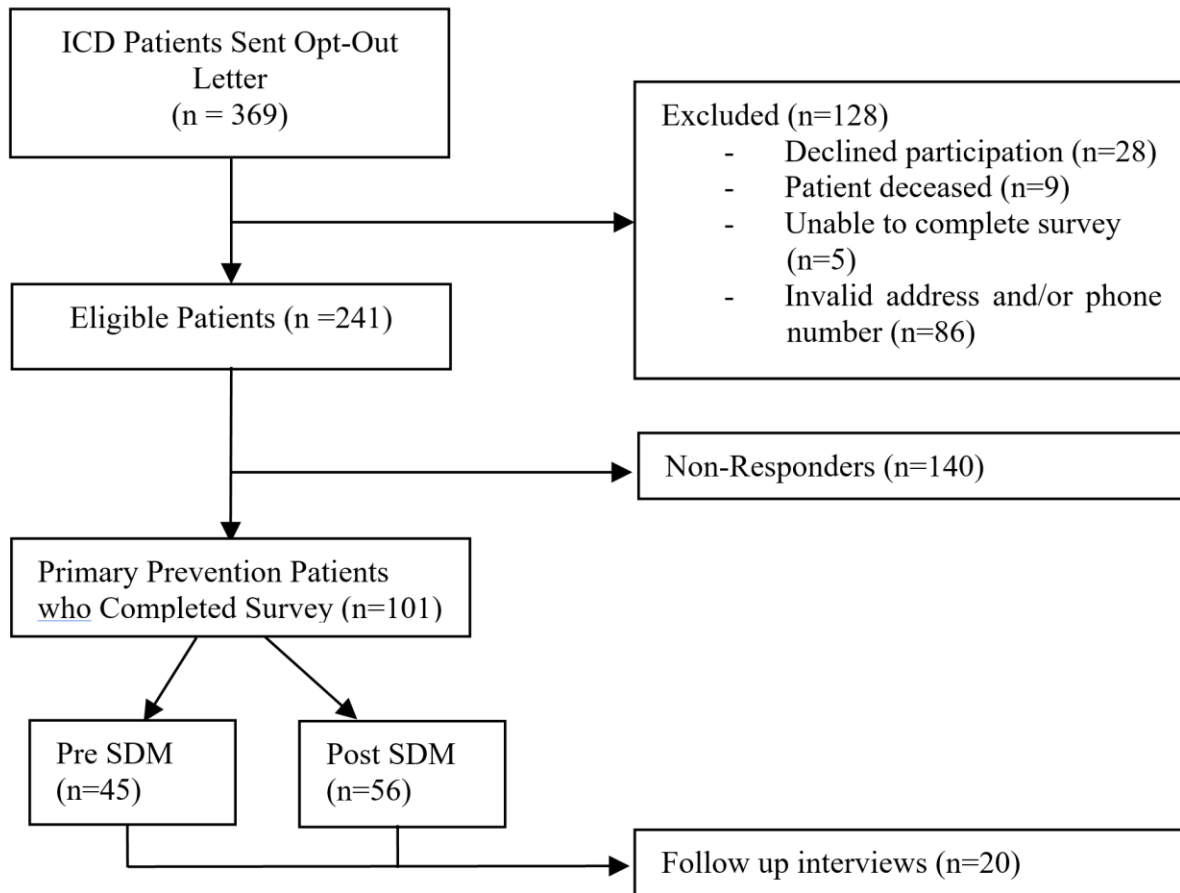 ICD Patients Sent Opt-Out
Letter
(n = 369)
Excluded (n=128)
- Declined participation (n=28)
- Patient deceased (n=9)
- Unable to complete survey
(n=5)
- Invalid address and/or phone
number (n=86)
Eligible Patients (n =241)
Non-Responders (n=140)
Primary Prevention Patients
who Completed Survey (n=101)
Pre SDM
(n=45)
Post SDM
(n=56)
Follow up interviews (n=20)